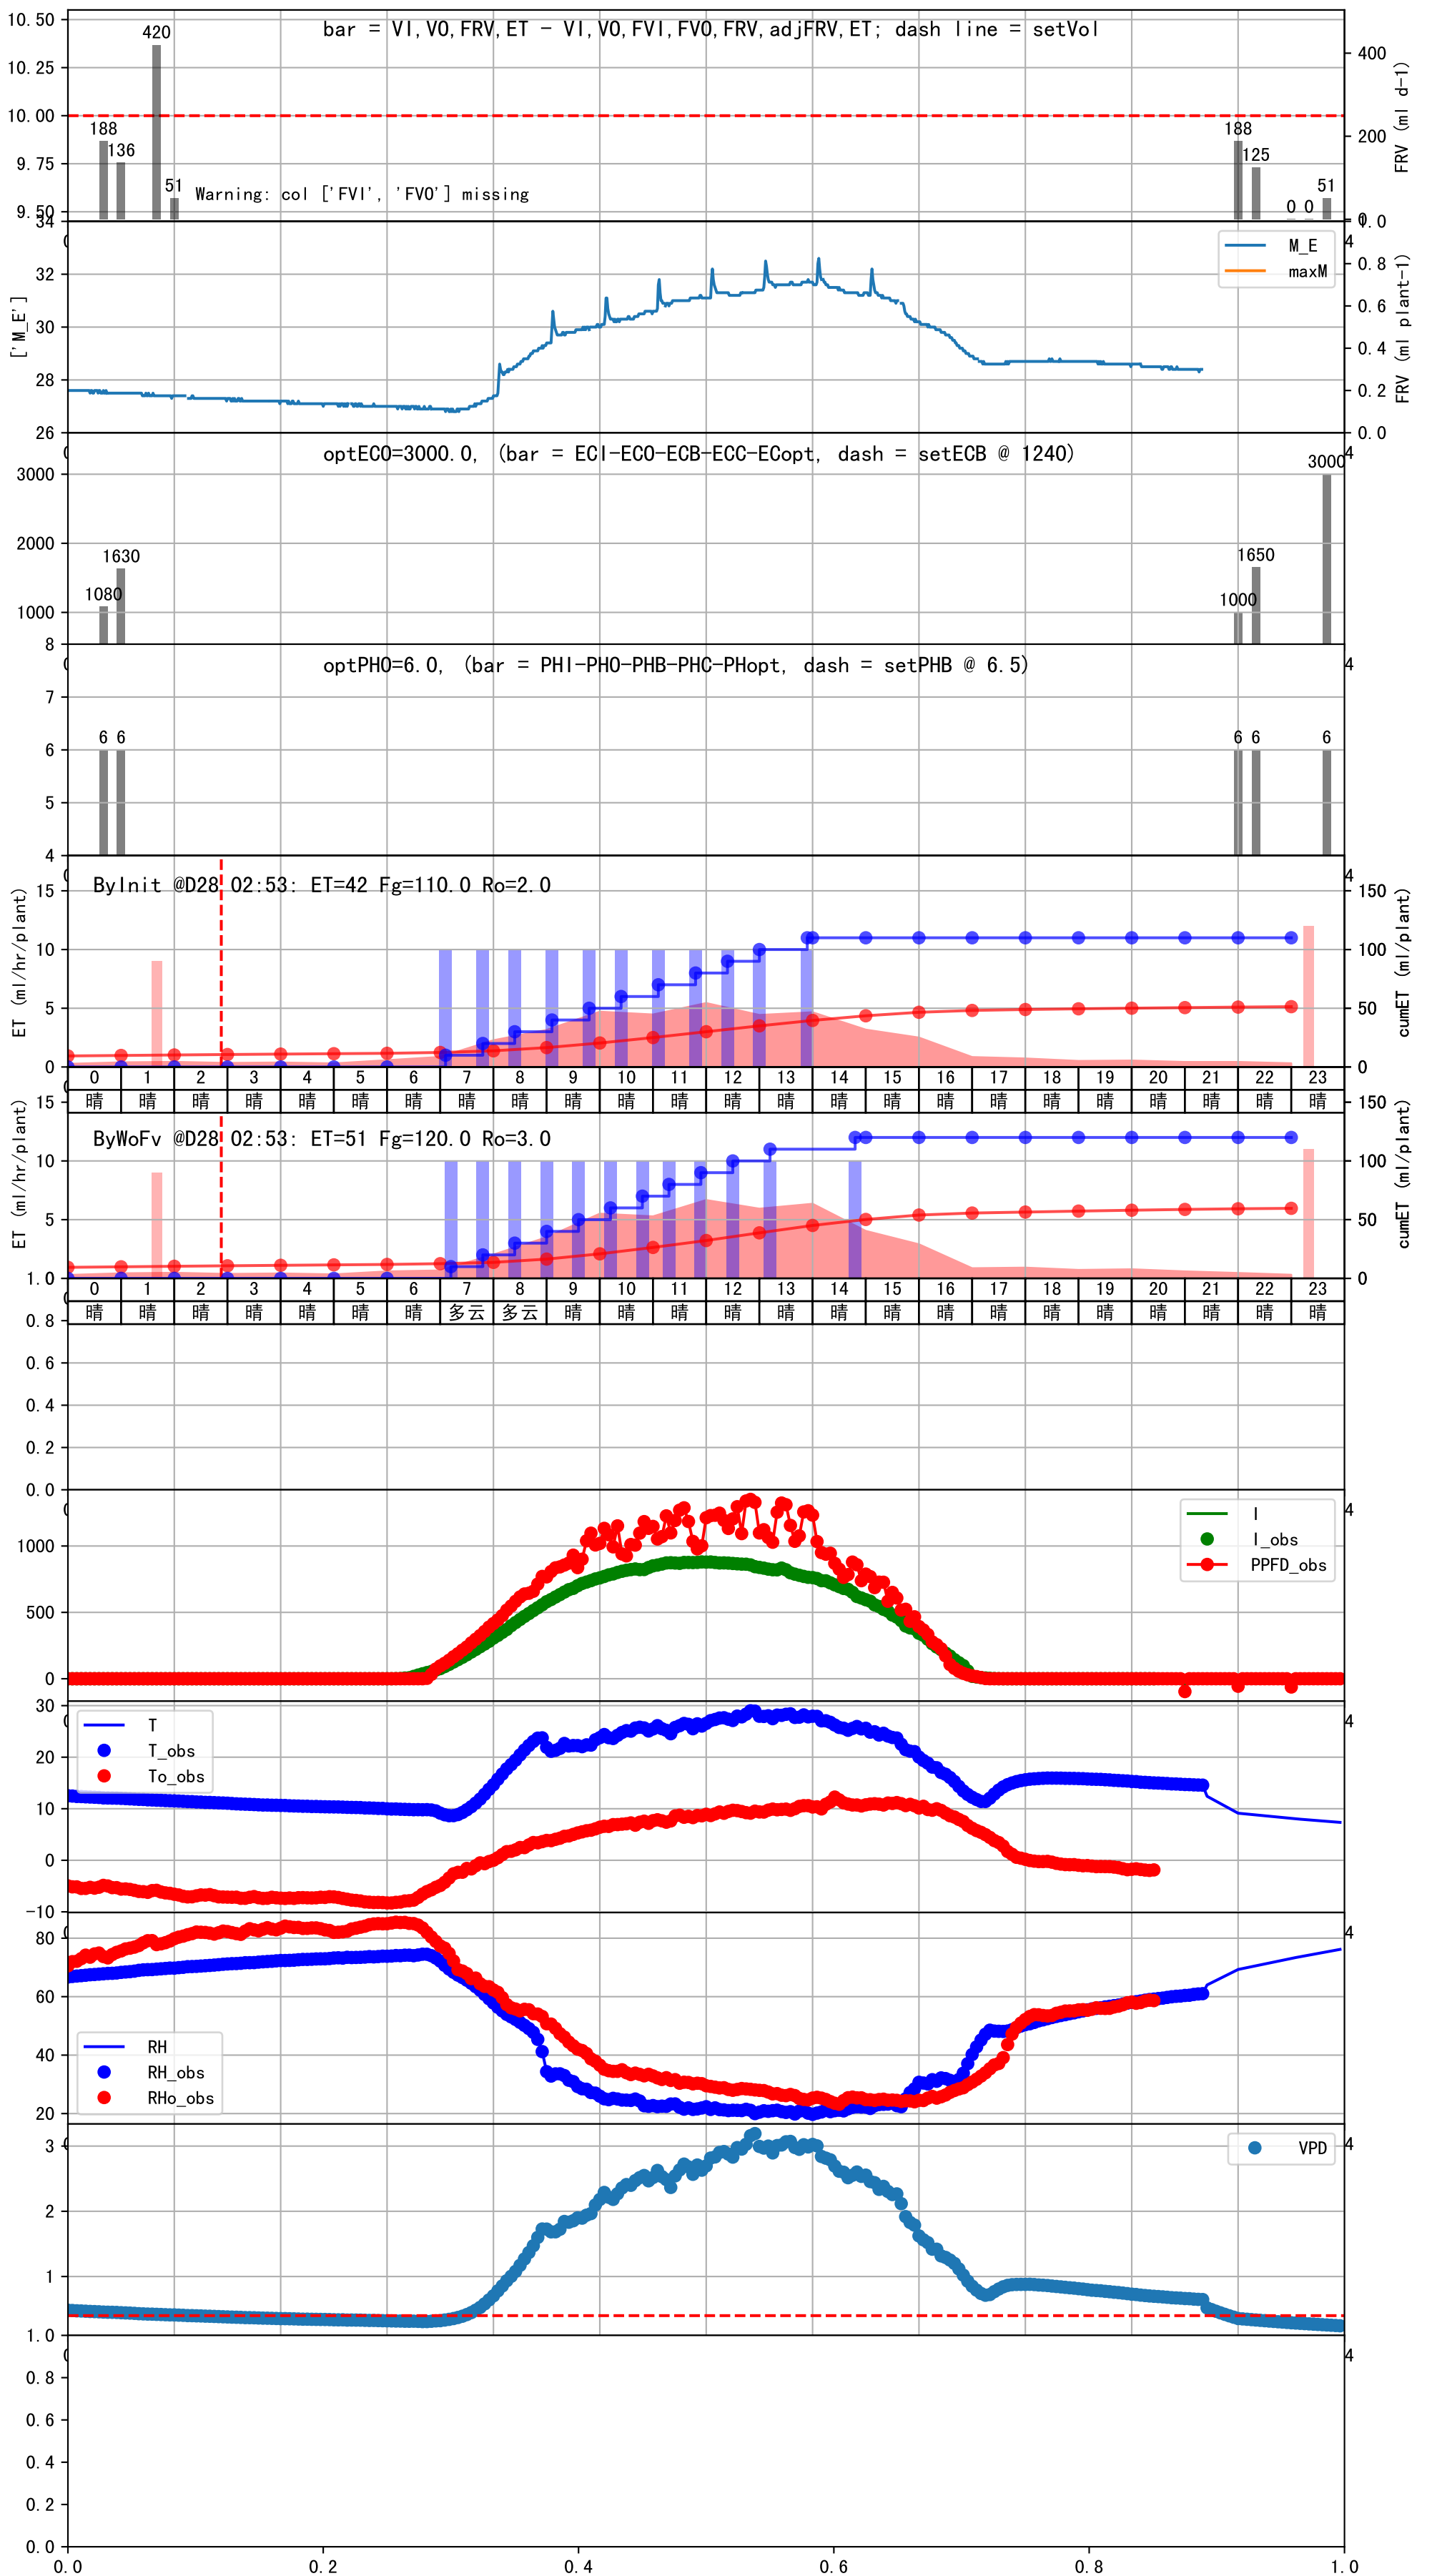 bar = VI,VO,FRV,ET - VI,VO,FVI,FVO,FRV,adjFRV,ET; dash line = setVol
10.50
10.25
10.00
9.75
9.50
420
188
136
51
188
125
0
0
51
Warning: col ['FVI', 'FVO'] missing
400
200
0
FRV (ml d-1)
34
32
30
28
26
['M_E']
M_E
maxM
1.0
0.8
0.6
0.4
0.2
0.0
FRV (ml plant-1)
optECO=3000.0, (bar = ECI-ECO-ECB-ECC-ECopt, dash = setECB @ 1240)
3000
2000
1000
1080
1630
1000
1650
3000
optPHO=6.0, (bar = PHI-PHO-PHB-PHC-PHopt, dash = setPHB @ 6.5)
8
7
6
5
4
6 6
6 6
6
ByInit @D28 02:53: ET=42 Fg=110.0 Ro=2.0
15
10
5
0
ET (ml/hr/plant)
150
100
50
0
cumET (ml/plant)
0 1 2 3 4 5 6 7 8 9 10 11 12 13 14 15 16 17 18 19 20 21 22 23
晴 晴 晴 晴 晴 晴 晴 晴 晴 晴 晴 晴 晴 晴 晴 晴 晴 晴 晴 晴 晴 晴 晴 晴
ByWoFv @D28 02:53: ET=51 Fg=120.0 Ro=3.0
15
10
5
ET (ml/hr/plant)
150
100
50
0
cumET (ml/plant)
0 1 2 3 4 5 6 7 8 9 10 11 12 13 14 15 16 17 18 19 20 21 22 23
晴 晴 晴 晴 晴 晴 晴 多云 多云 晴 晴 晴 晴 晴 晴 晴 晴 晴 晴 晴 晴 晴 晴 晴
1.0
0.8
0.6
0.4
0.2
0.0
1000
500
0
I
I_obs
PPFD_obs
30
20
10
0
-10
T
T_obs
To_obs
80
60
40
20
RH
RH_obs
RHo_obs
3
2
1
VPD
1.0
0.8
0.6
0.4
0.2
0.0
0.0 0.2 0.4 0.6 0.8 1.0